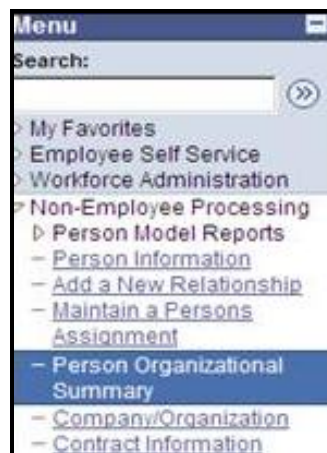 Menu
Search:
My Favorites
Employee Self Service
Workforce Administration
Non-Employee Processing
Person Model Reports
Person Information
Add a New Relationship
Maintain a Persons
Assignment
Person Organizational
Summary
Company/Organization
Contract Information